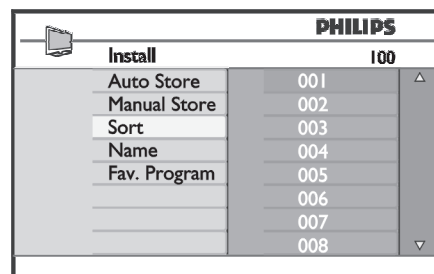 PHILIPS
Install 100
Auto Store 001
Manual Store 002
Sort 003
Name 004
Fav. Program 005
006
007
008